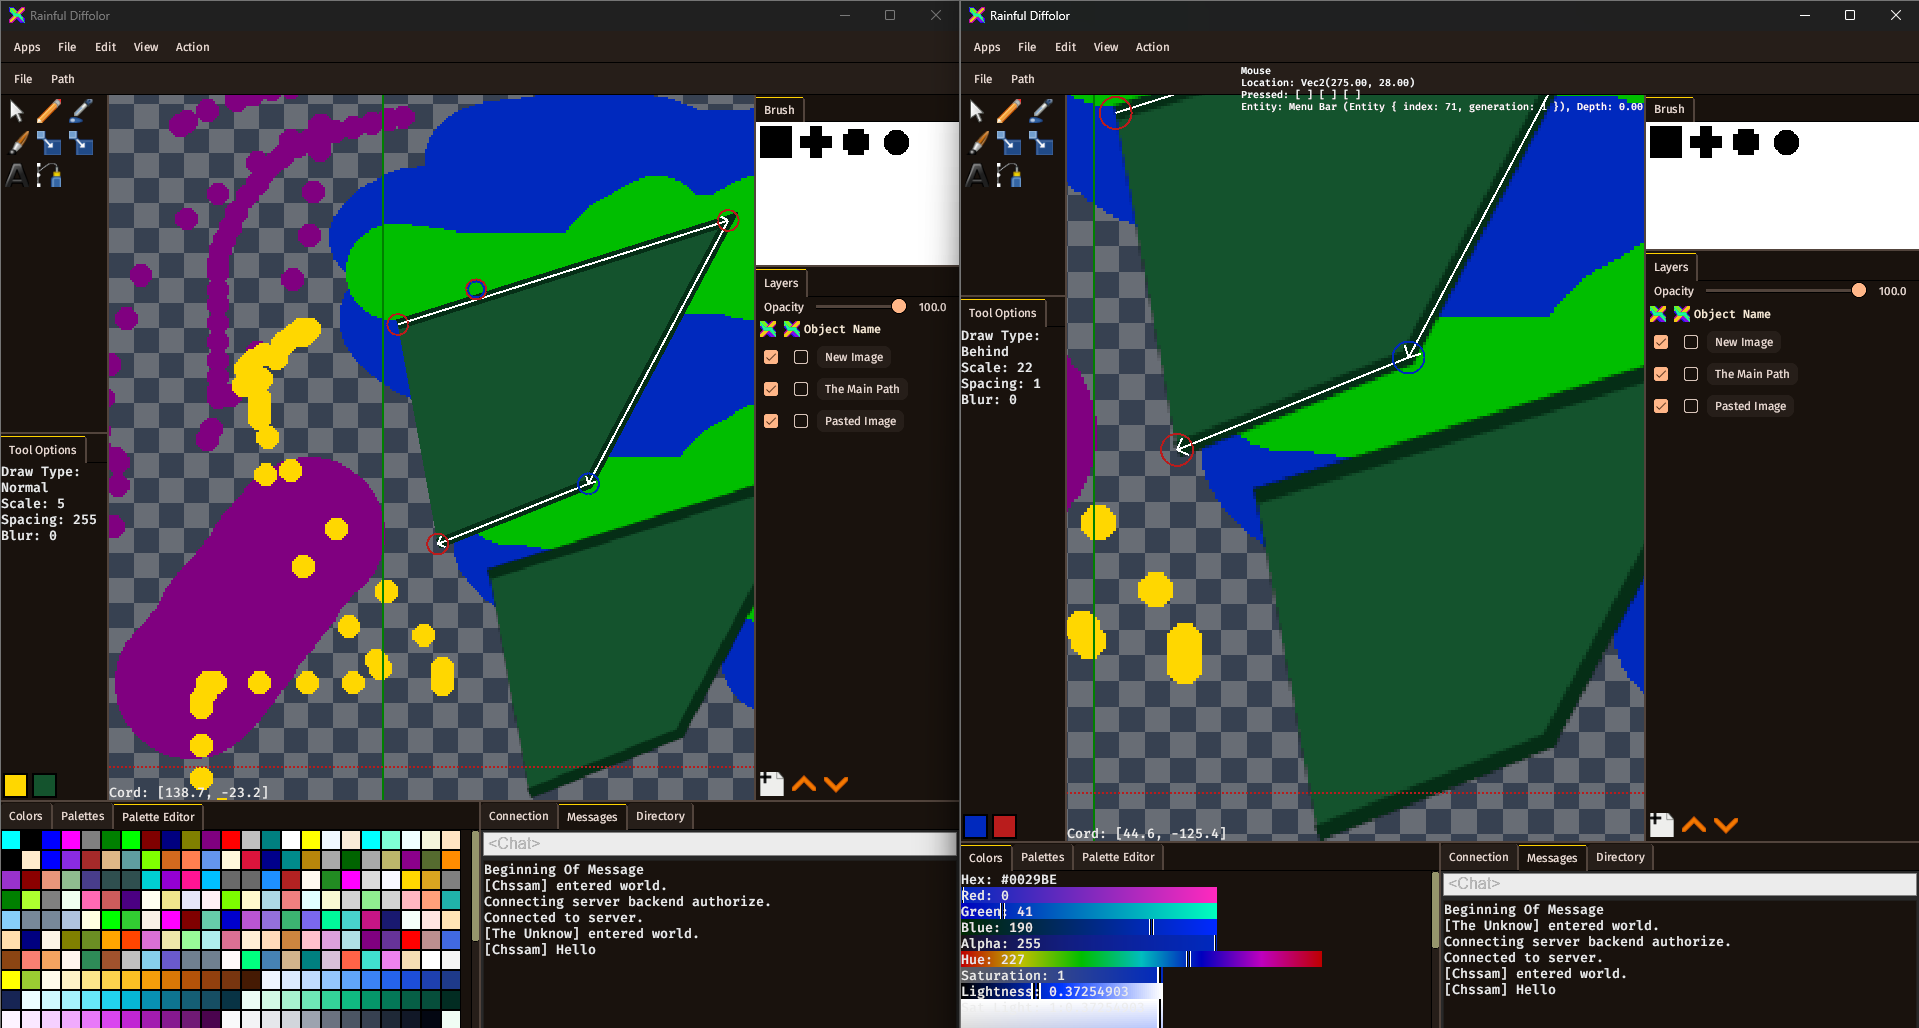 Rainful Diffolor
Apps File Edit View Action
File Path
Brush
Layers
Opacity 100.0
Object Name
New Image
The Main Path
Pasted Image
Tool Options
Draw Type:
Normal
Scale: 5
Spacing: 255
Blur: 0
Cord: [138.7, -23.2]
Colors Palettes Palette Editor
Connection Messages Directory
<Chat>
Beginning Of Message
[Chssam] entered world.
Connecting server backend authorize.
Connected to server.
[The Unknow] entered world.
[Chssam] Hello
Rainful Diffolor
Apps File Edit View Action
File Path
Mouse
Location: Vec2(275.00, 28.00)
Pressed: [ ] [ ] [ ]
Entity: Menu Bar (Entity { index: 71, generation: 1 }), Depth: 0.00
Brush
Layers
Opacity 100.0
Object Name
New Image
The Main Path
Pasted Image
Tool Options
Draw Type:
Behind
Scale: 22
Spacing: 1
Blur: 0
Cord: [44.6, -125.4]
Colors Palettes Palette Editor
Hex: #0029BE
Red: 0
Green: 41
Blue: 190
Alpha: 255
Hue: 227
Saturation: 1
Lightness: 0.37254903
Connection Messages Directory
<Chat>
Beginning Of Message
[The Unknow] entered world.
Connecting server backend authorize.
Connected to server.
[Chssam] entered world.
[Chssam] Hello